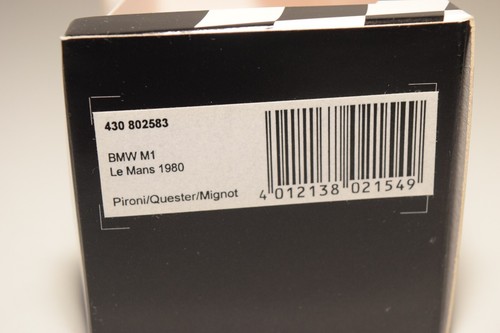 430 802583
BMW M1
Le Mans 1980
Pironi/Quester/Mignot
4 012138 021549